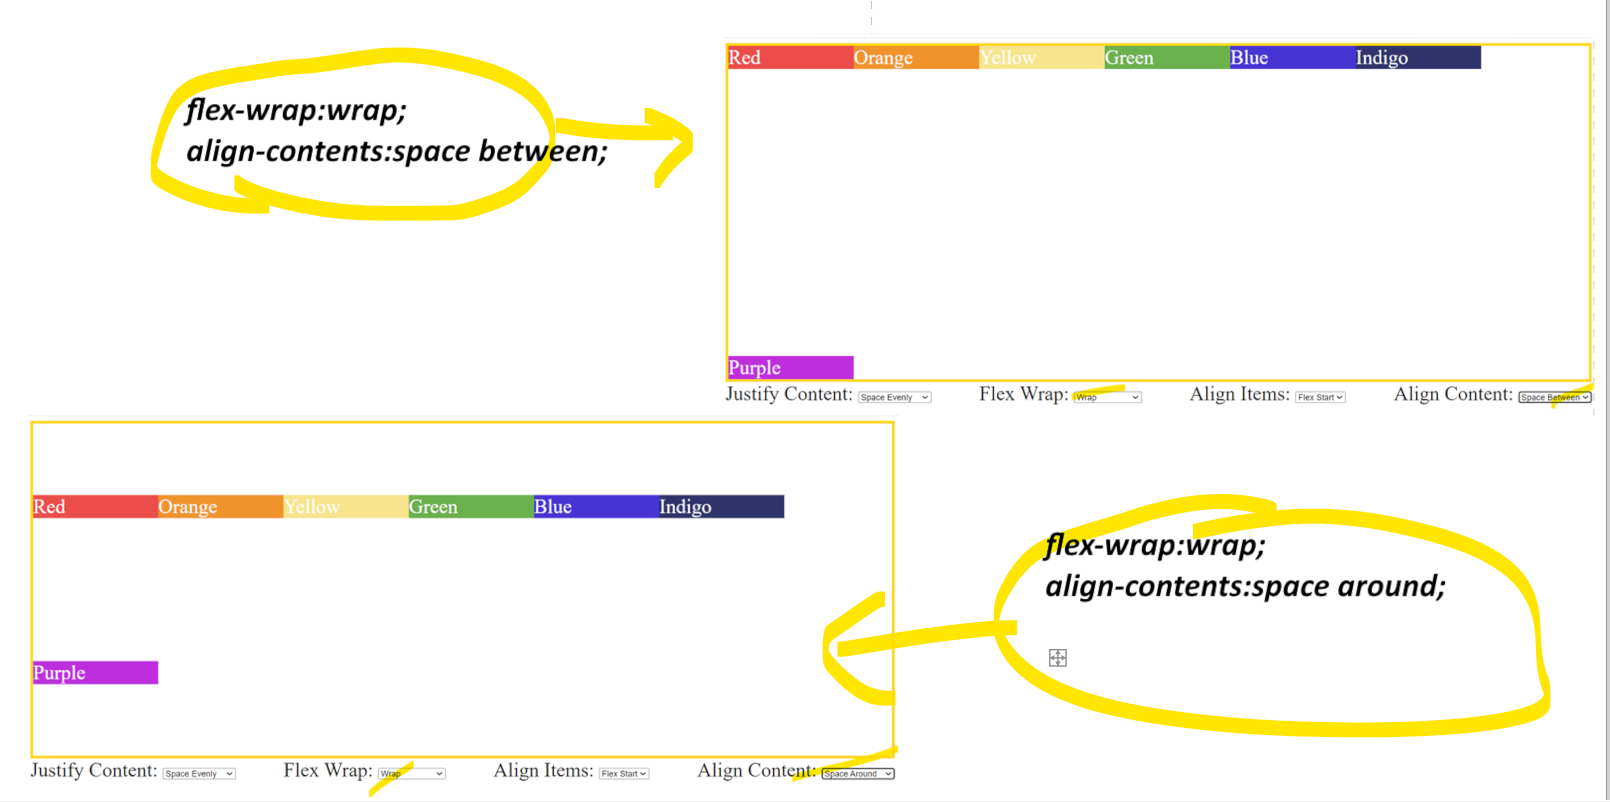 flex-wrap:wrap;
align-contents:space between;
Red Orange Yellow Green Blue Indigo
Purple
Justify Content: Space Evenly Flex Wrap: Wrap Align Items: Flex Start Align Content: Space Between
Red Orange Yellow Green Blue Indigo
Purple
Justify Content: Space Evenly Flex Wrap: Wrap Align Items: Flex Start Align Content: Space Around
flex-wrap:wrap;
align-contents:space around;